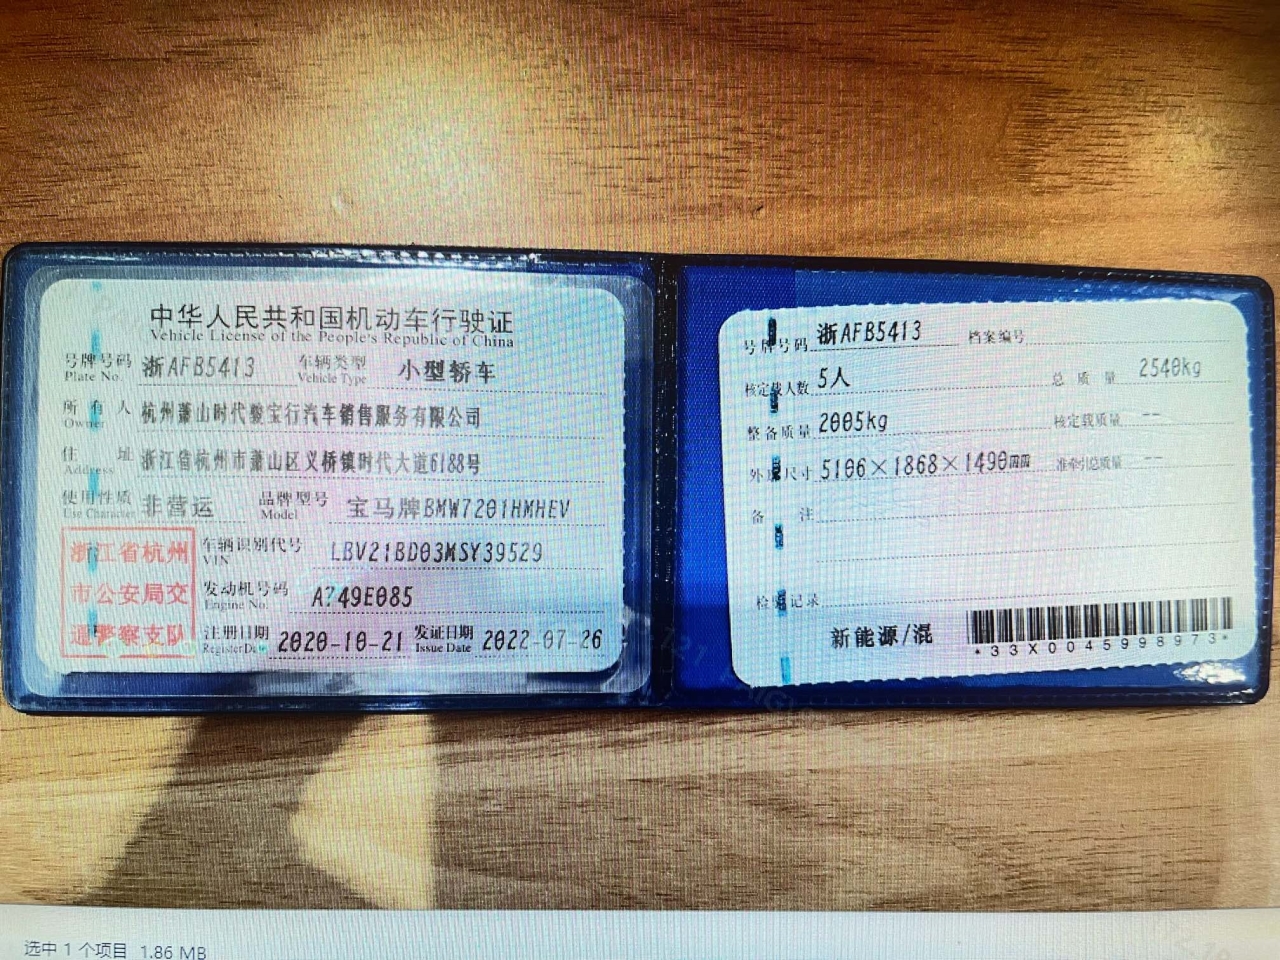 中华人民共和国机动车行驶证
Vehicle License of the People's Republic of China
号牌号码 浙AFB5413 车辆类型 小型轿车
Plate No. Vehicle Type
所有人 杭州萧山时代骏宝行汽车销售服务有限公司
Owner
住址 浙江省杭州市萧山区义桥镇时代大道6188号
Address
使用性质 非营运 品牌型号 宝马牌BMW7201HMHEV
Use Character Model
浙江省杭州
市公安局交
通警察支队
车辆识别代号 LBV21BD03MSY39529
VIN
发动机号码 A?49E085
Engine No.
注册日期 2020-10-21 发证日期 2022-07-26
Register Date Issue Date
号牌号码 浙AFB5413 档案编号
核定载人数 5人 总质量 2540kg
整备质量 2005kg 核定载质量 --
外廓尺寸 5106×1868×1490mm 准牵引总质量 --
备注
检验记录
新能源/混
*33X0045998973*
选中 1 个项目 1.86 MB